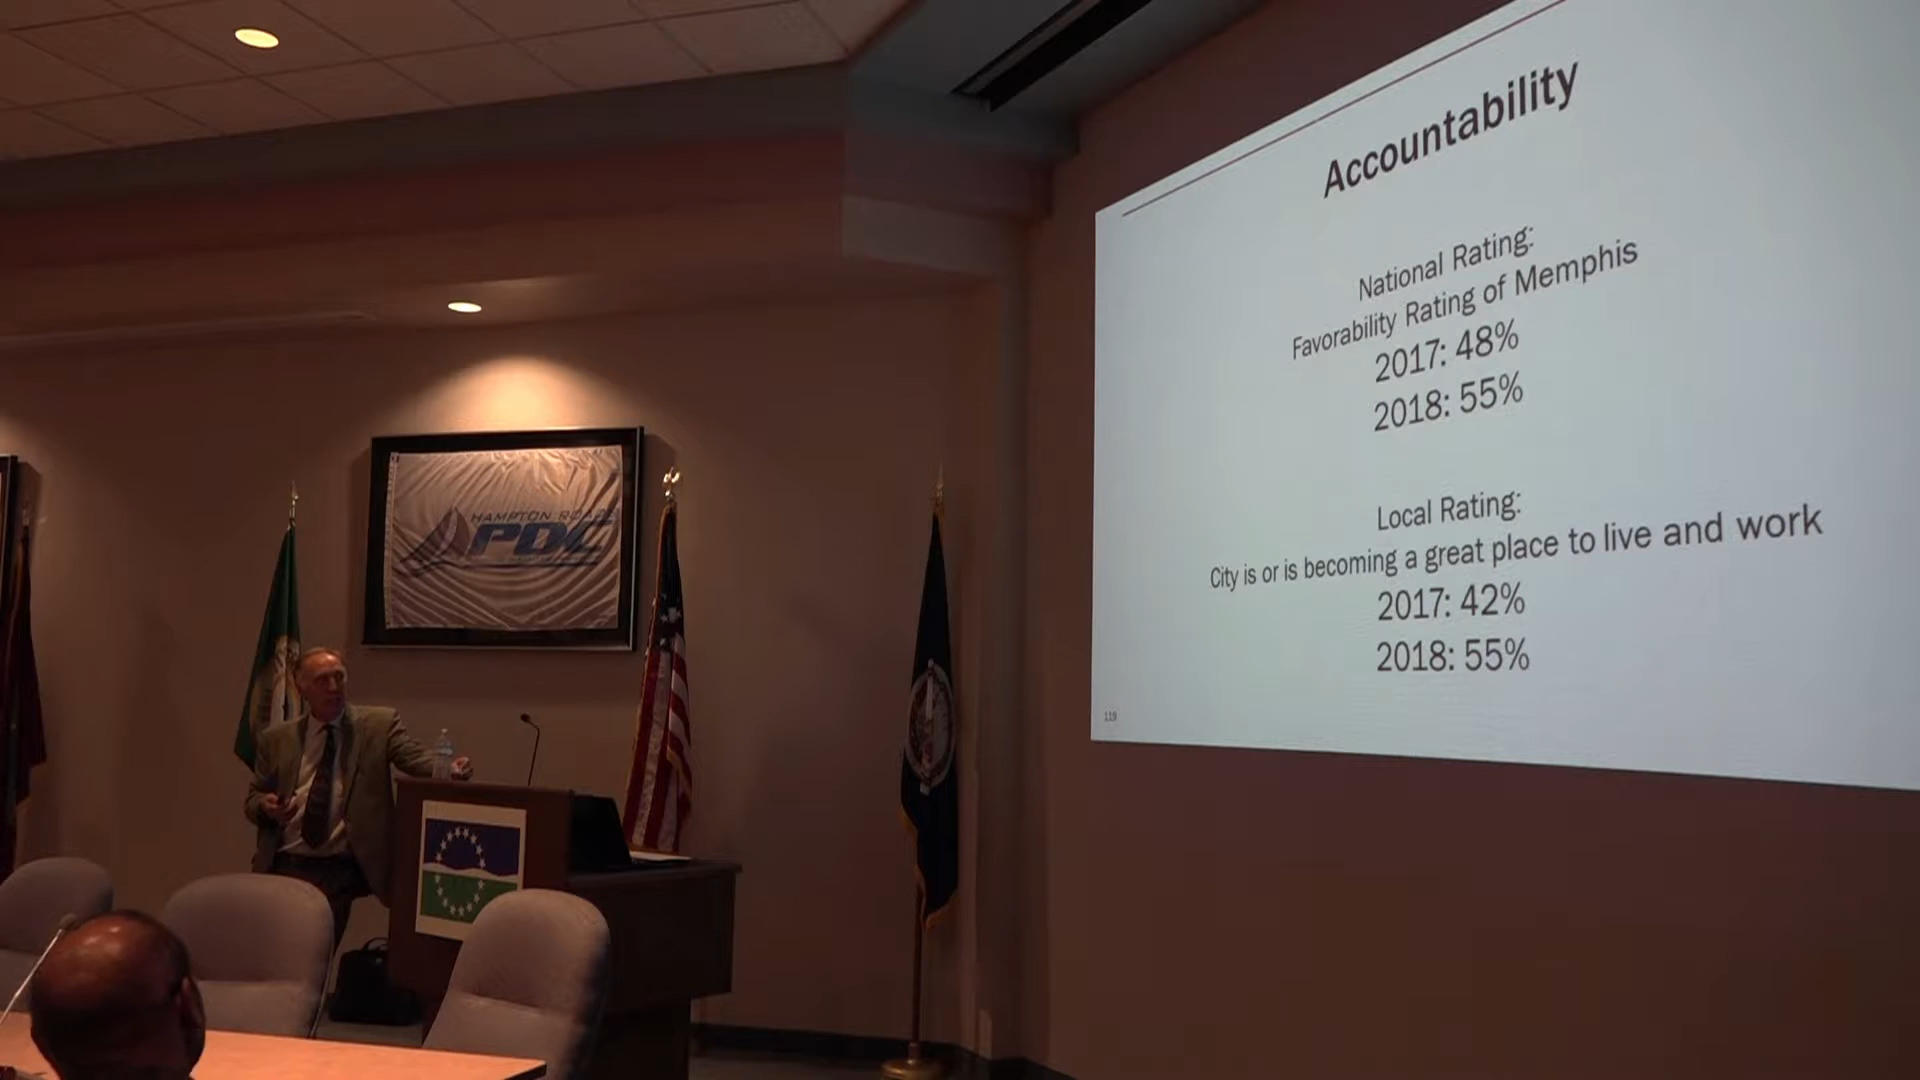 Accountability
National Rating:
Favorability Rating of Memphis
2017: 48%
2018: 55%
Local Rating:
City is or is becoming a great place to live and work
2017: 42%
2018: 55%
119
HAMPTON ROADS
PDC